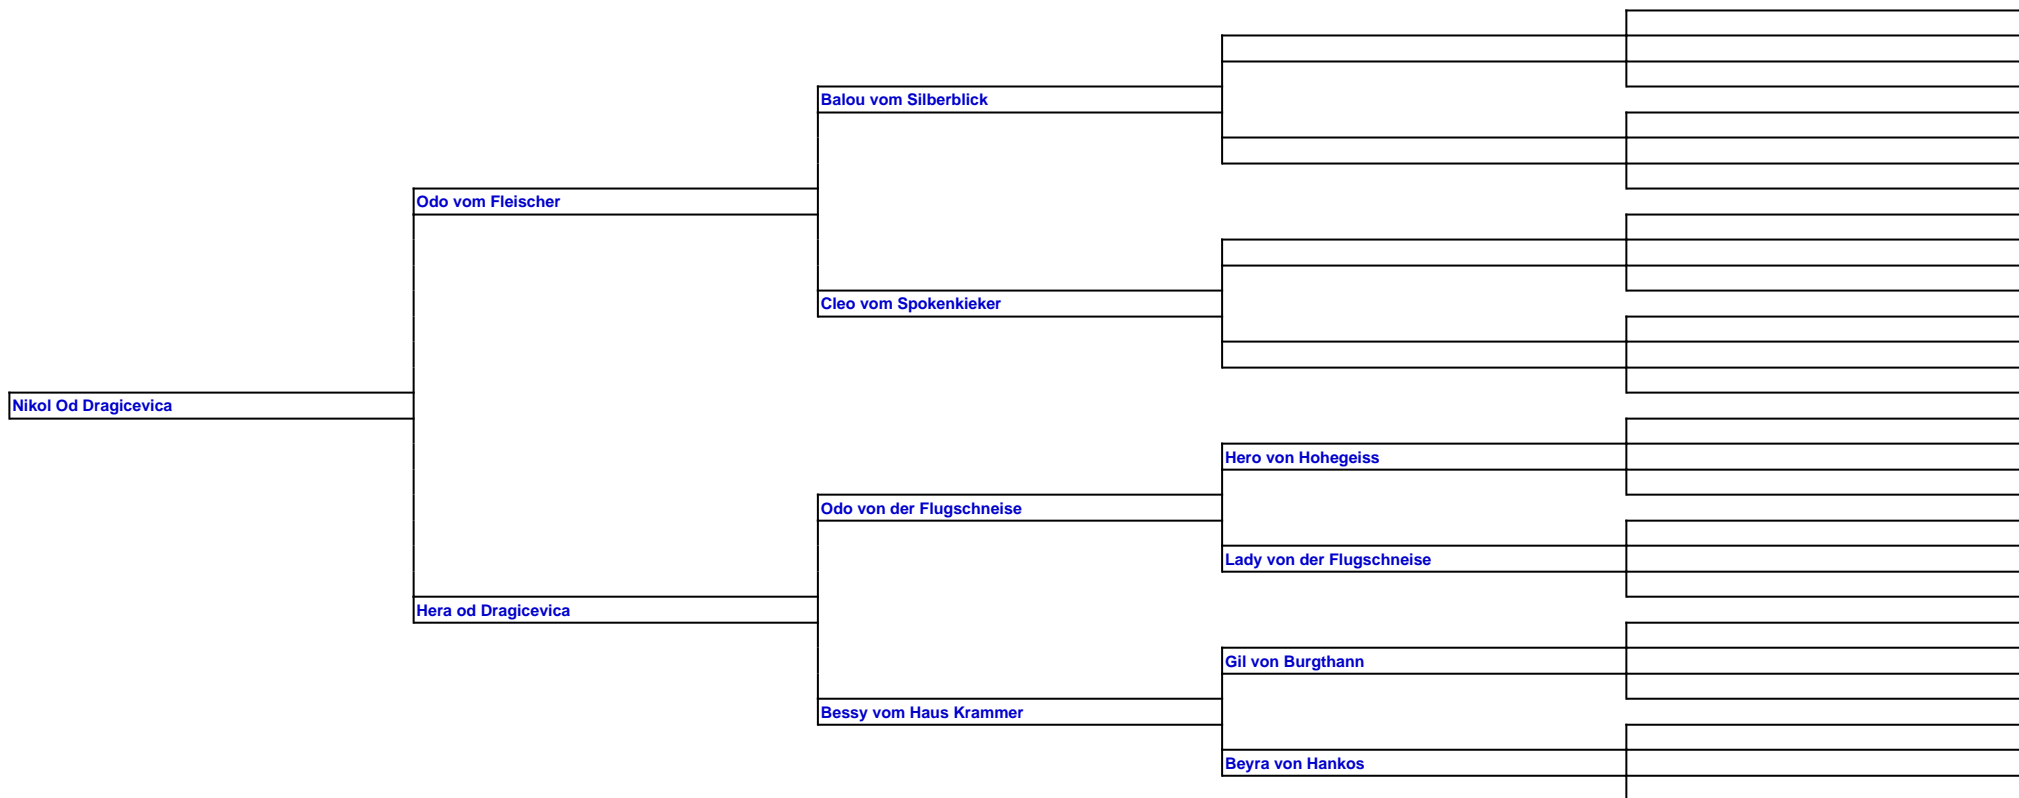 Balou vom Silberblick
Odo vom Fleischer
Cleo vom Spokenkieker
Nikol Od Dragicevica
Hero von Hohegeiss
Odo von der Flugschneise
Lady von der Flugschneise
Hera od Dragicevica
Gil von Burgthann
Bessy vom Haus Krammer
Beyra von Hankos